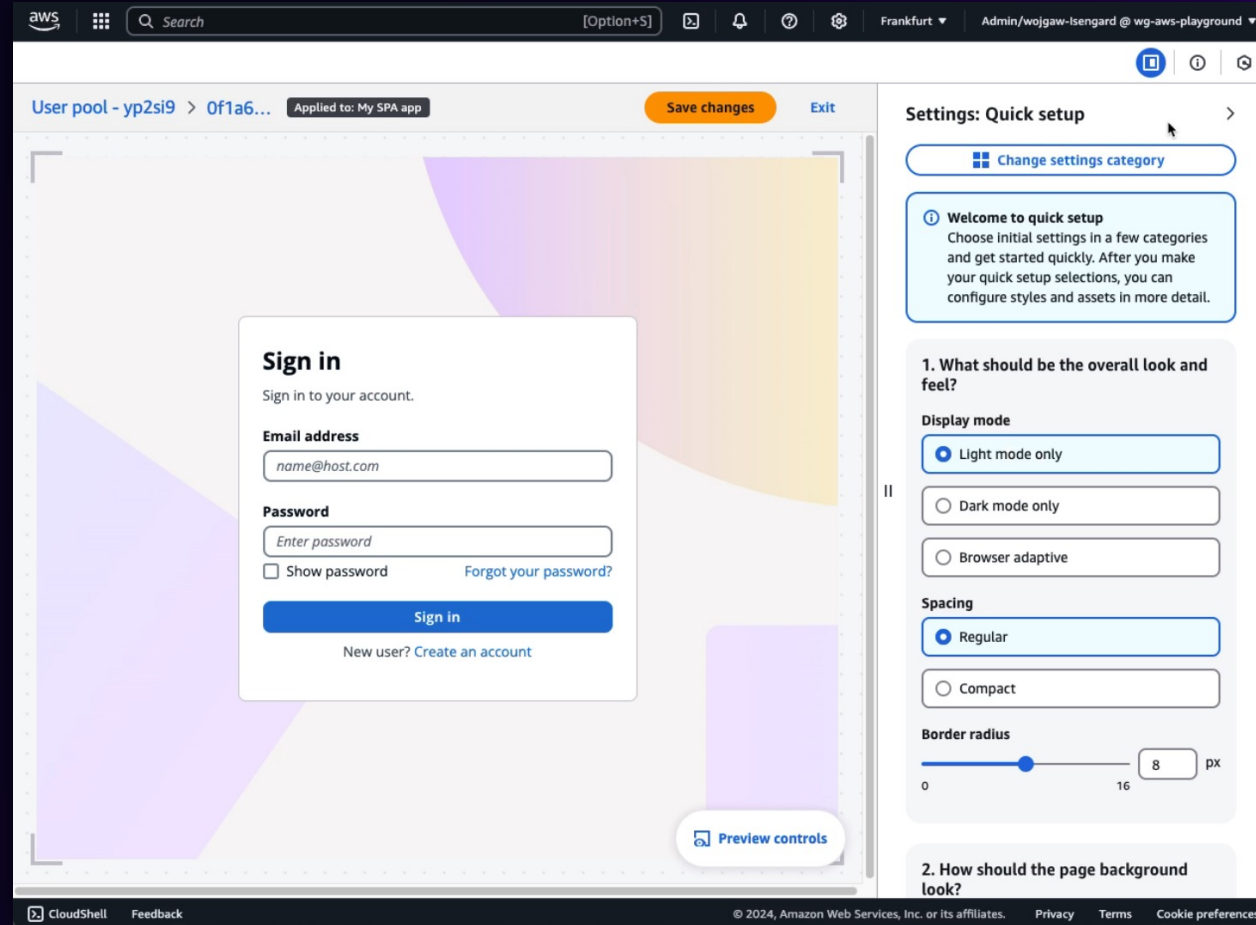 aws
Search [Option+S]
Frankfurt ▼ Admin/wojgaw-Isengard @ wg-aws-playground ▼
User pool - yp2si9 > 0f1a6... Applied to: My SPA app
Save changes Exit
Sign in
Sign in to your account.
Email address
name@host.com
Password
Enter password
Show password Forgot your password?
Sign in
New user? Create an account
Preview controls
Settings: Quick setup
Change settings category
Welcome to quick setup
Choose initial settings in a few categories
and get started quickly. After you make
your quick setup selections, you can
configure styles and assets in more detail.
1. What should be the overall look and
feel?
Display mode
Light mode only
Dark mode only
Browser adaptive
Spacing
Regular
Compact
Border radius
8 px
0 16
2. How should the page background
look?
CloudShell Feedback
© 2024, Amazon Web Services, Inc. or its affiliates. Privacy Terms Cookie preferences